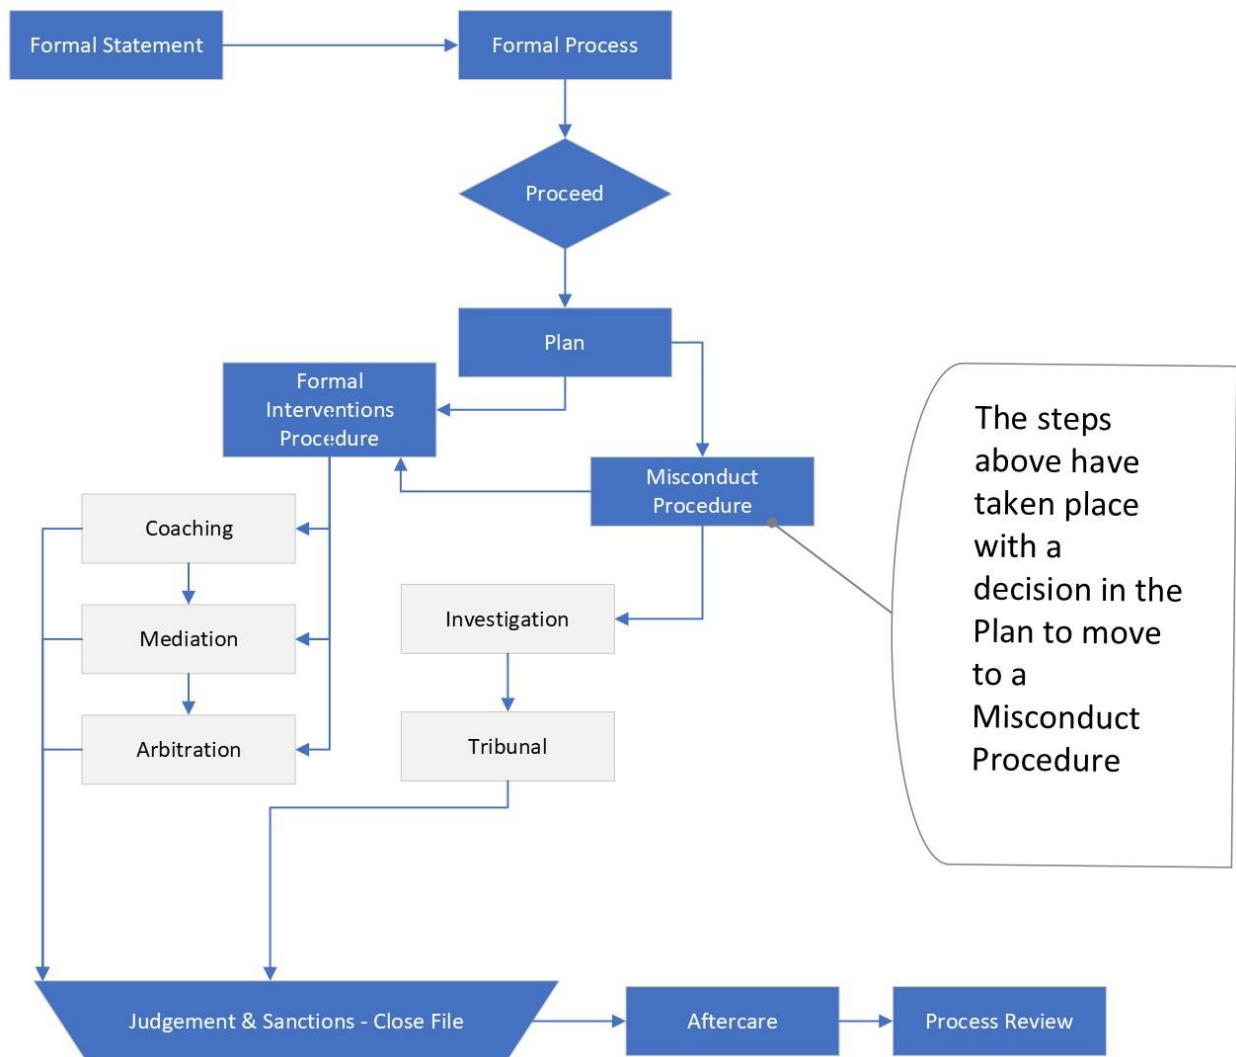 Formal Statement
Formal Process
Proceed
Plan
Formal
Interventions
Procedure
Misconduct
Procedure
The steps
above have
taken place
with a
decision in the
Plan to move
to a
Misconduct
Procedure
Coaching
Mediation
Arbitration
Investigation
Tribunal
Judgement & Sanctions - Close File
Aftercare
Process Review